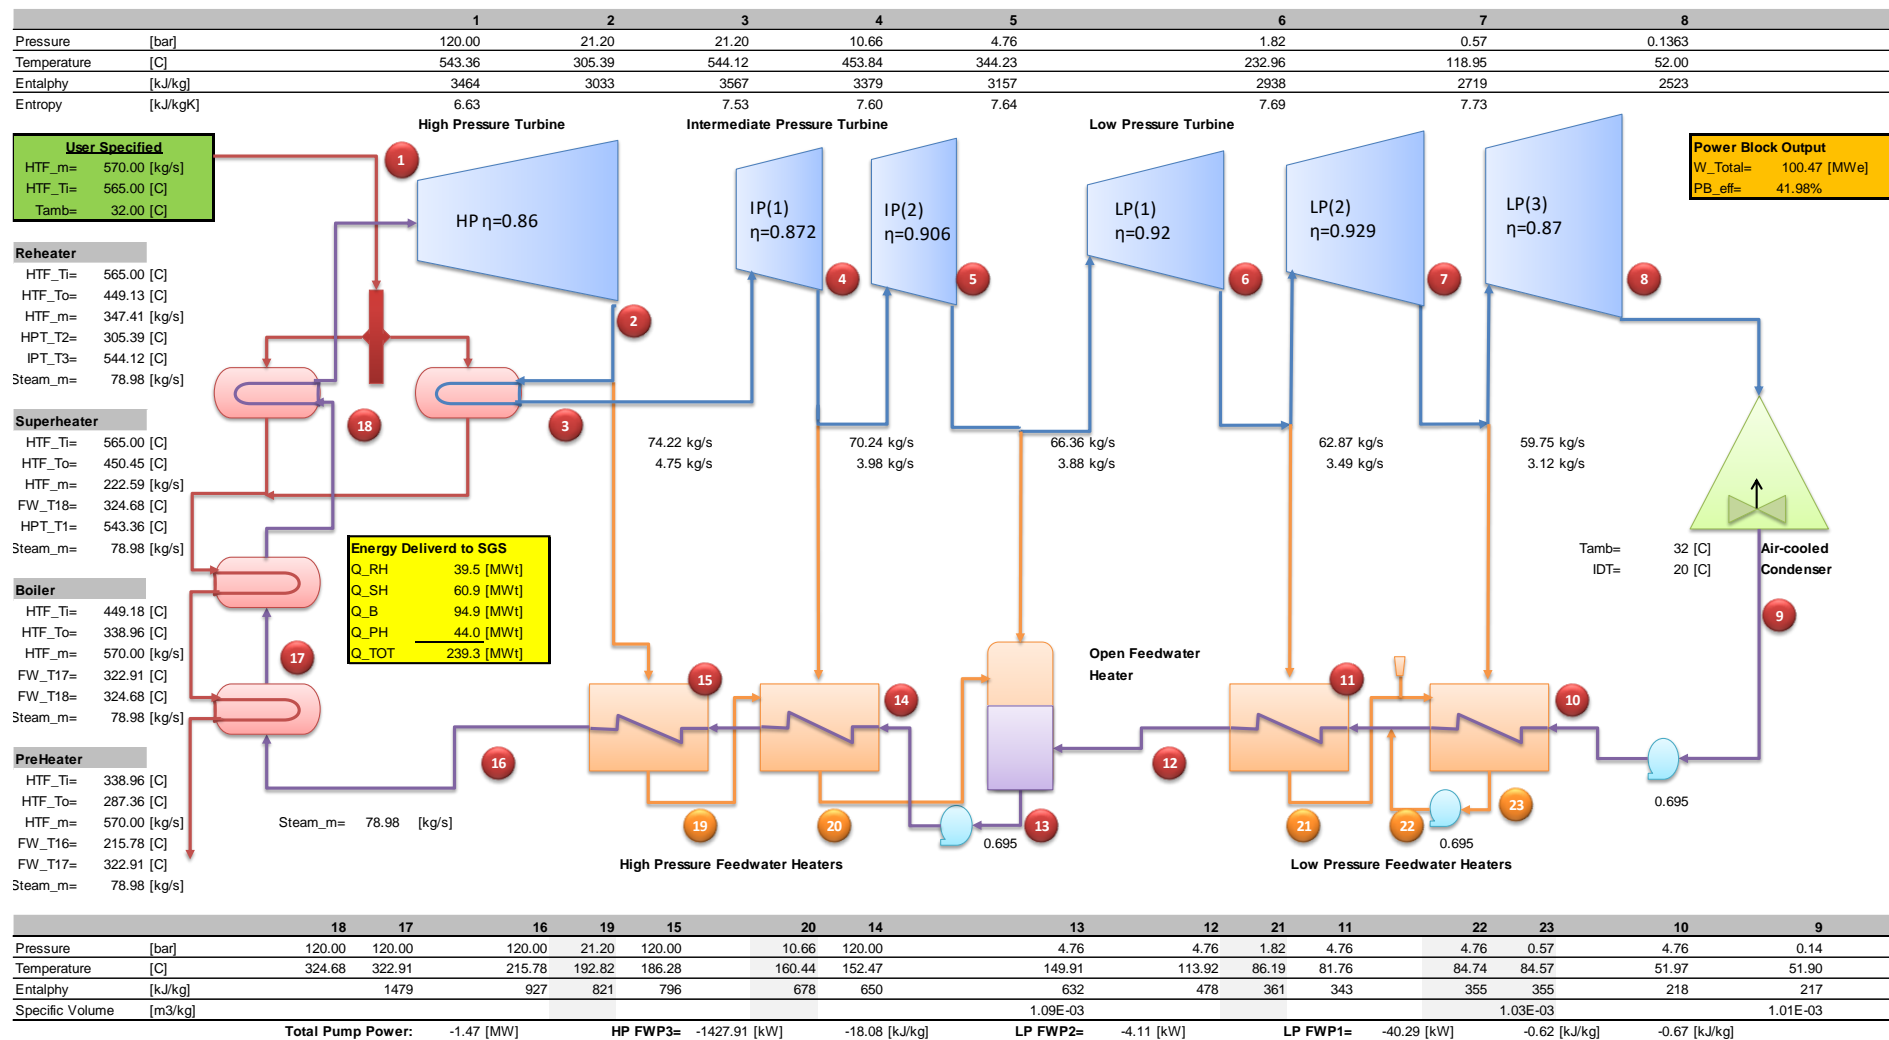 1 2 3 4 5 6 7 8
Pressure [bar] 120.00 21.20 21.20 10.66 4.76 1.82 0.57 0.1363
Temperature [C] 543.36 305.39 544.12 453.84 344.23 232.96 118.95 52.00
Entalphy [kJ/kg] 3464 3033 3567 3379 3157 2938 2719 2523
Entropy [kJ/kgK] 6.63 7.53 7.60 7.64 7.69 7.73
High Pressure Turbine
Intermediate Pressure Turbine
Low Pressure Turbine
User Specified
HTF_m= 570.00 [kg/s]
HTF_Ti= 565.00 [C]
Tamb= 32.00 [C]
Power Block Output
W_Total= 100.47 [MWe]
PB_eff= 41.98%
1
HP η=0.86
IP(1)
η=0.872
IP(2)
η=0.906
LP(1)
η=0.92
LP(2)
η=0.929
LP(3)
η=0.87
2
4
5
6
7
8
Reheater
HTF_Ti= 565.00 [C]
HTF_To= 449.13 [C]
HTF_m= 347.41 [kg/s]
HPT_T2= 305.39 [C]
IPT_T3= 544.12 [C]
Steam_m= 78.98 [kg/s]
18
3
Superheater
HTF_Ti= 565.00 [C]
HTF_To= 450.45 [C]
HTF_m= 222.59 [kg/s]
FW_T18= 324.68 [C]
HPT_T1= 543.36 [C]
Steam_m= 78.98 [kg/s]
74.22 kg/s 70.24 kg/s 66.36 kg/s 62.87 kg/s 59.75 kg/s
4.75 kg/s 3.98 kg/s 3.88 kg/s 3.49 kg/s 3.12 kg/s
Energy Deliverd to SGS
Q_RH 39.5 [MWt]
Q_SH 60.9 [MWt]
Q_B 94.9 [MWt]
Q_PH 44.0 [MWt]
Q_TOT 239.3 [MWt]
Tamb= 32 [C]
IDT= 20 [C]
Air-cooled
Condenser
9
Boiler
HTF_Ti= 449.18 [C]
HTF_To= 338.96 [C]
HTF_m= 570.00 [kg/s]
FW_T17= 322.91 [C]
FW_T18= 324.68 [C]
Steam_m= 78.98 [kg/s]
17
Open Feedwater
Heater
15
14
11
10
16
12
PreHeater
HTF_Ti= 338.96 [C]
HTF_To= 287.36 [C]
HTF_m= 570.00 [kg/s]
FW_T16= 215.78 [C]
FW_T17= 322.91 [C]
Steam_m= 78.98 [kg/s]
Steam_m= 78.98 [kg/s]
19
20
13
21
22
23
0.695
0.695
0.695
High Pressure Feedwater Heaters
Low Pressure Feedwater Heaters
18 17 16 19 15 20 14 13 12 21 11 22 23 10 9
Pressure [bar] 120.00 120.00 120.00 21.20 120.00 10.66 120.00 4.76 4.76 1.82 4.76 4.76 0.57 4.76 0.14
Temperature [C] 324.68 322.91 215.78 192.82 186.28 160.44 152.47 149.91 113.92 86.19 81.76 84.74 84.57 51.97 51.90
Entalphy [kJ/kg] 1479 927 821 796 678 650 632 478 361 343 355 355 218 217
Specific Volume [m3/kg] 1.09E-03 1.03E-03 1.01E-03
Total Pump Power: -1.47 [MW] HP FWP3= -1427.91 [kW] -18.08 [kJ/kg] LP FWP2= -4.11 [kW] LP FWP1= -40.29 [kW] -0.62 [kJ/kg] -0.67 [kJ/kg]